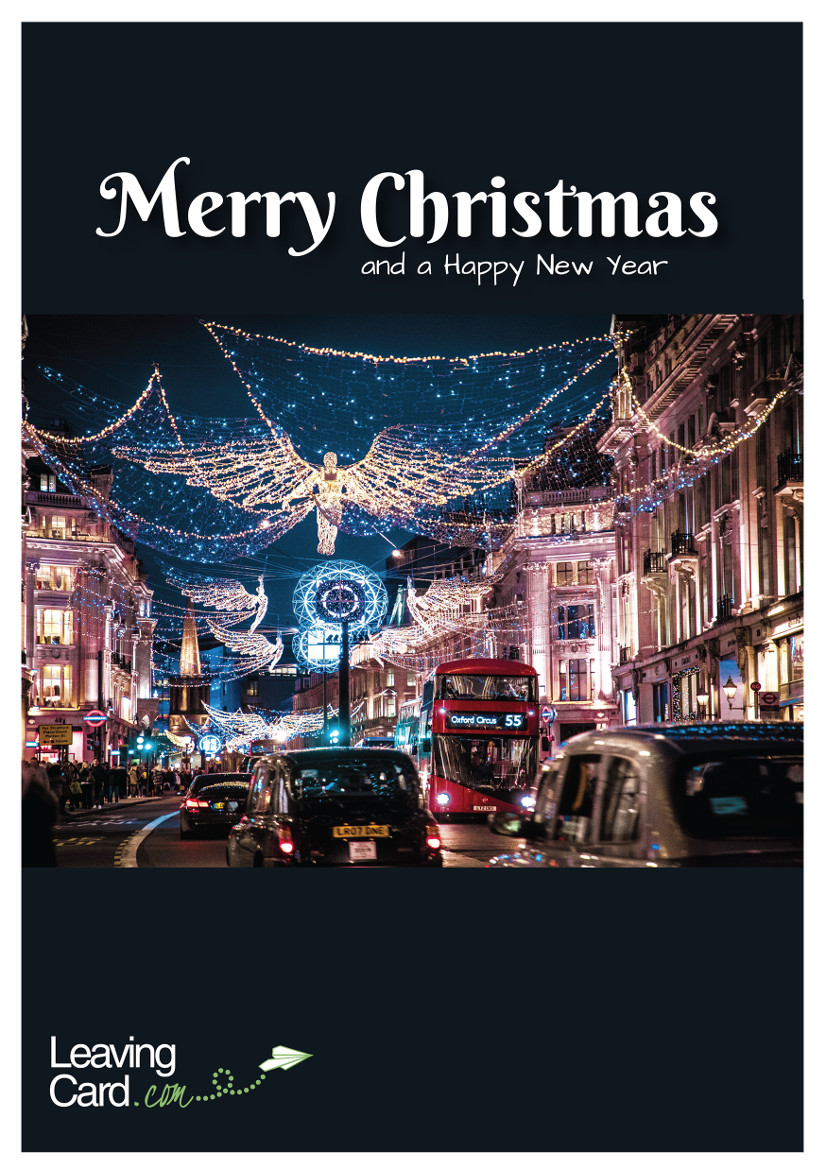 Merry Christmas
and a Happy New Year
Oxford Circus 55
LR07 DNE
Leaving
Card.com